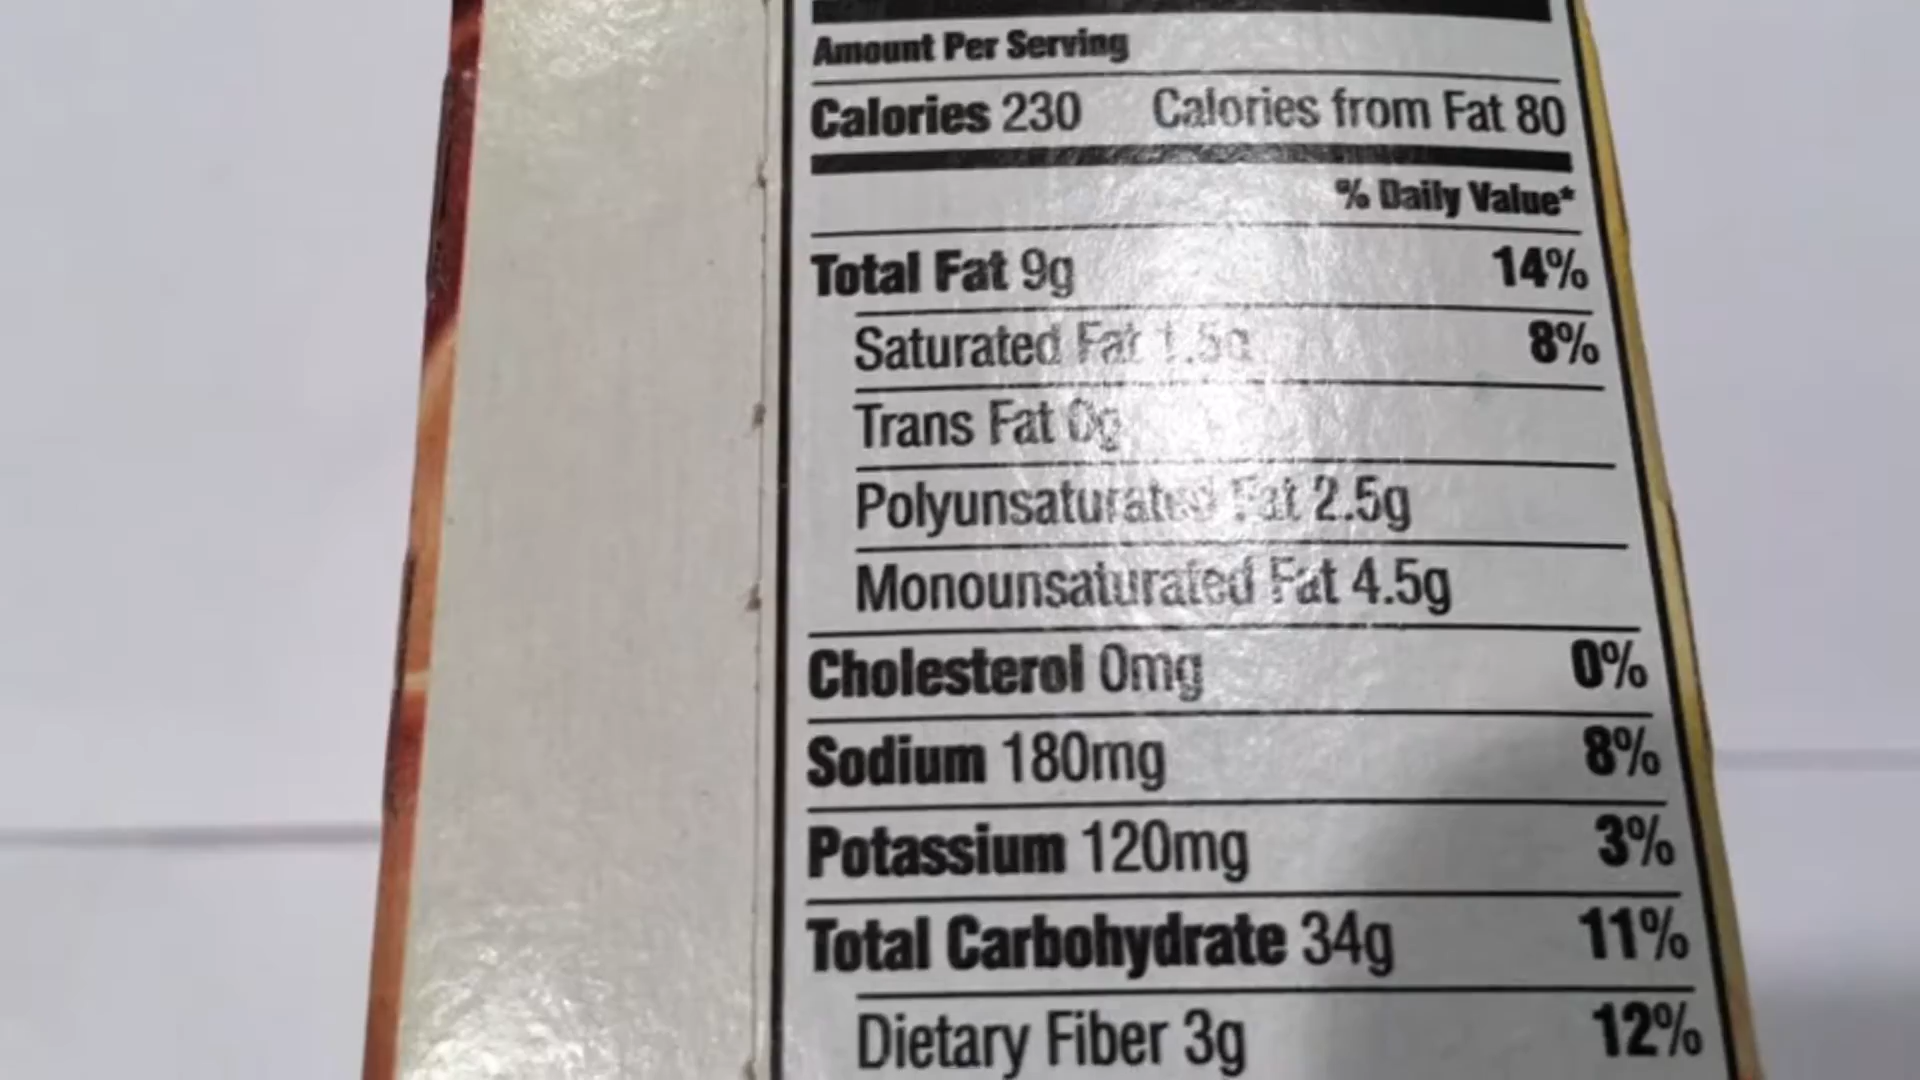 Amount Per Serving
Calories 230 Calories from Fat 80
% Daily Value*
Total Fat 9g 14%
Saturated Fat 1.5g 8%
Trans Fat 0g
Polyunsaturated Fat 2.5g
Monounsaturated Fat 4.5g
Cholesterol 0mg 0%
Sodium 180mg 8%
Potassium 120mg 3%
Total Carbohydrate 34g 11%
Dietary Fiber 3g 12%